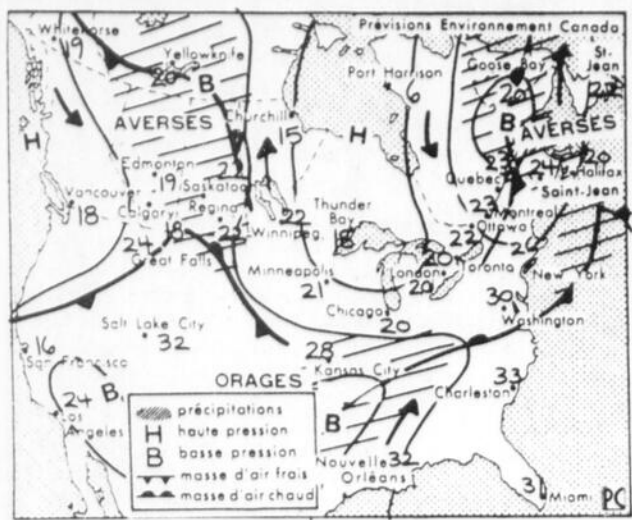 Prévisions Environnement Canada
Whitehorse
19
Yellowknife
20
B
Port Harrison
6
Goose Bay
20
St-Jean
H
AVERSES
Churchill
15
H
B
AVERSES
Edmonton
19
Saskatoon
Québec
20
Halifax
Vancouver
18
Calgary
18
Regina
22
Winnipeg
Thunder Bay
18
Saint-Jean
23
Montréal
Ottawa
22
24
Great Falls
Minneapolis
21
London
20
20
Toronto
New York
Chicago
20
30
Washington
Salt Lake City
32
16
San Francisco
28
Kansas City
ORAGES
33
Charleston
B
24
Los Angeles
B
32
Nouvelle Orléans
31
Miami
précipitations
H haute pression
B basse pression
masse d'air frais
masse d'air chaud
PC